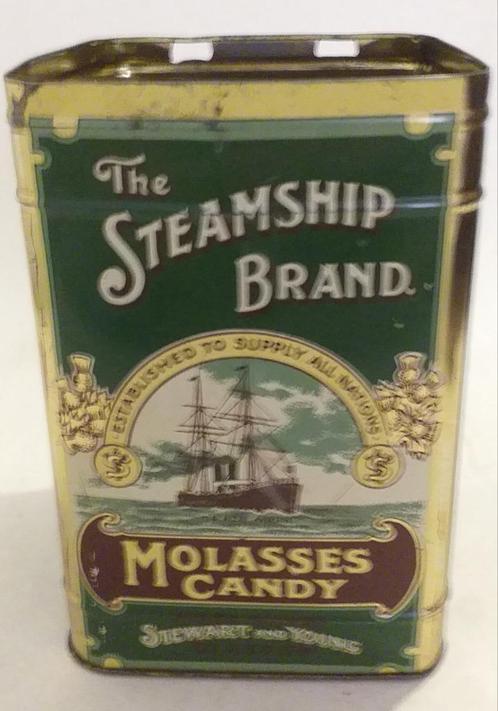 The
STEAMSHIP
BRAND.
ESTABLISHED TO SUPPLY ALL NATIONS
MOLASSES
CANDY
STEWART AND YOUNG